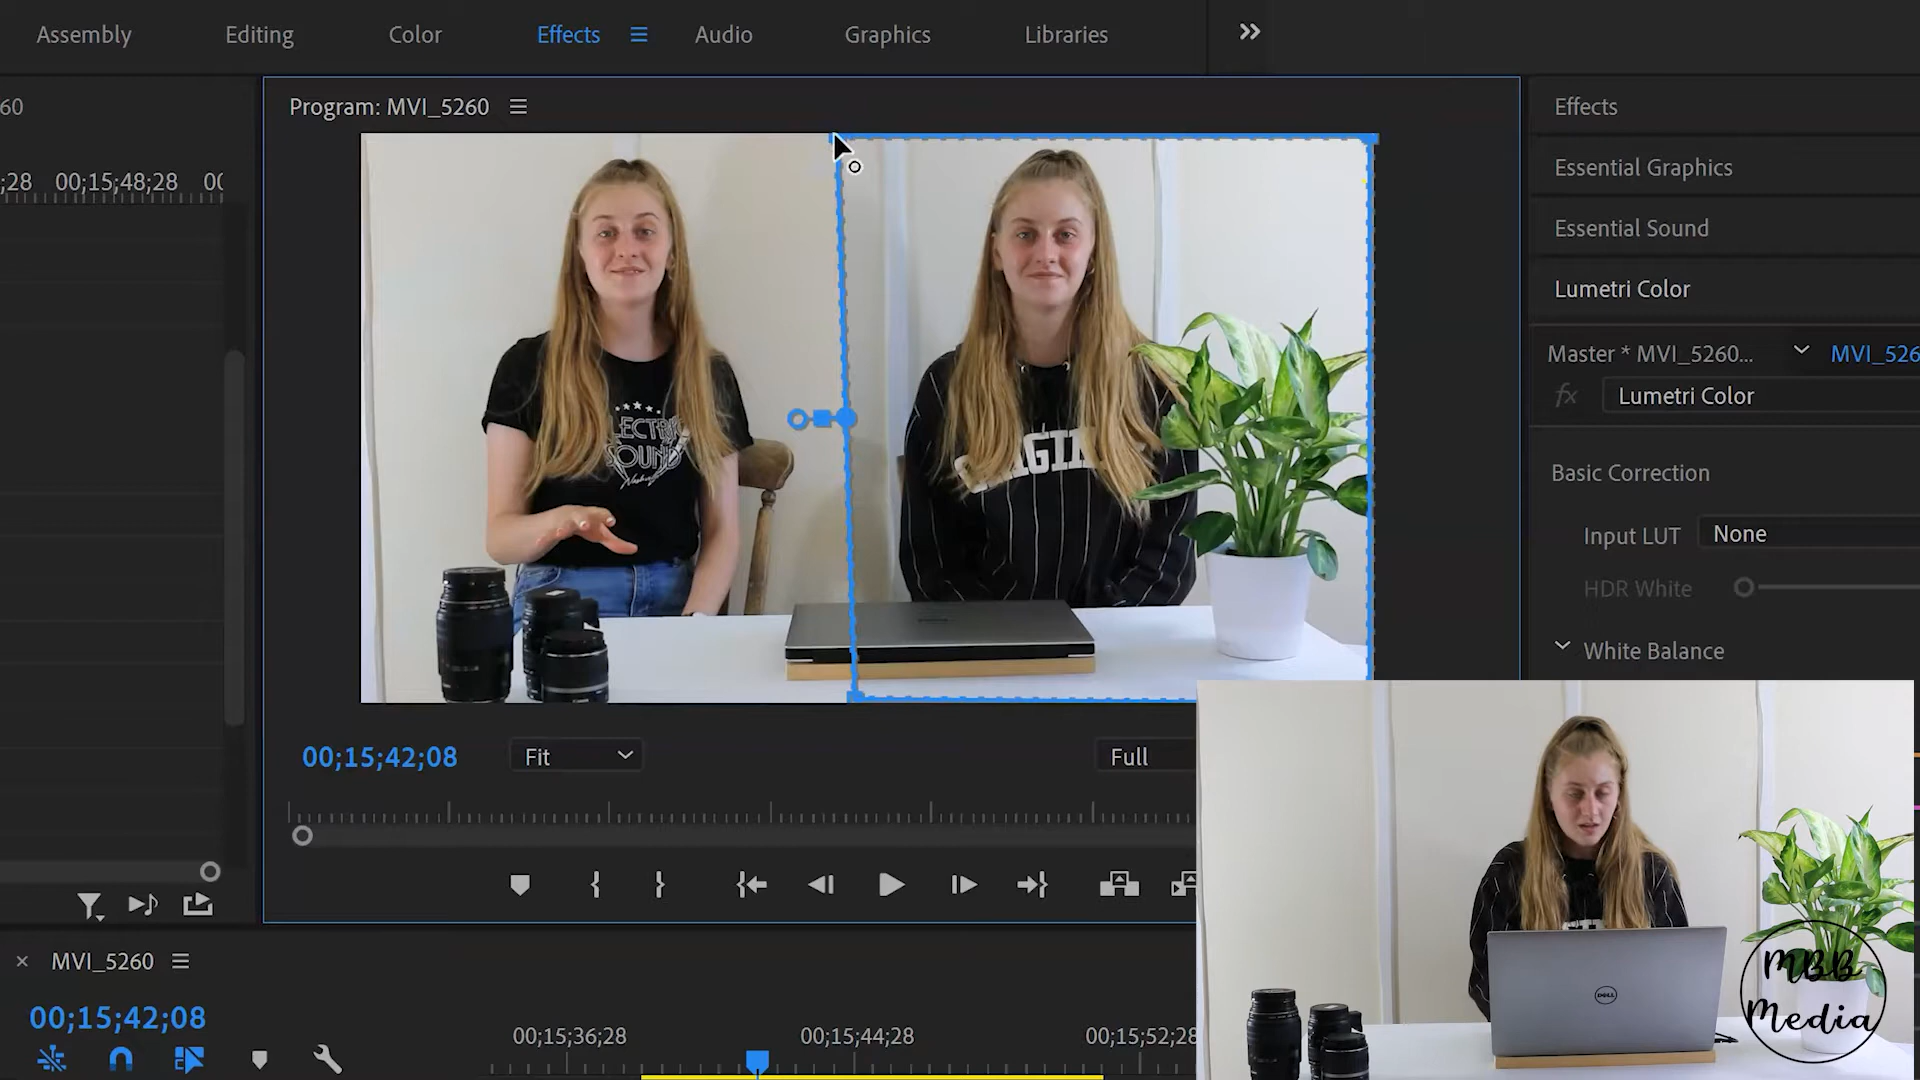 Assembly Editing Color Effects Audio Graphics Libraries
60
Program: MVI_5260
Effects
;28 00;15;48;28
Essential Graphics
Essential Sound
Lumetri Color
Master * MVI_5260... MVI_526
fx Lumetri Color
ELECTRIC
SOUND
Basic Correction
Input LUT None
HDR White
White Balance
00;15;42;08 Fit Full
MVI_5260
00;15;42;08
00;15;36;28 00;15;44;28 00;15;52;28
DELL
MBB
Media